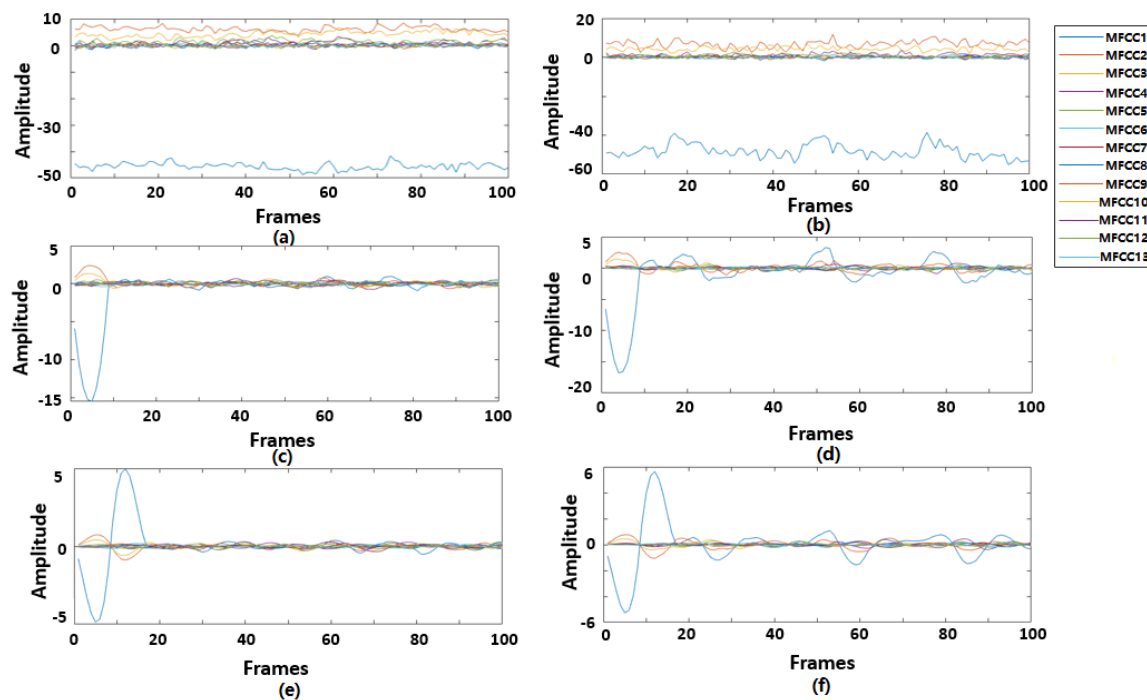 10
0
-30
-50
0
20
40
60
80
100
Amplitude
Frames
(a)
20
0
-40
-60
0
20
40
60
80
100
Amplitude
Frames
(b)
MFCC1
MFCC2
MFCC3
MFCC4
MFCC5
MFCC6
MFCC7
MFCC8
MFCC9
MFCC10
MFCC11
MFCC12
MFCC13
5
0
-10
-15
0
20
40
60
80
100
Amplitude
Frames
(c)
5
0
-10
-20
0
20
40
60
80
100
Amplitude
Frames
(d)
5
0
-5
0
20
40
60
80
100
Amplitude
Frames
(e)
6
0
-6
0
20
40
60
80
100
Amplitude
Frames
(f)